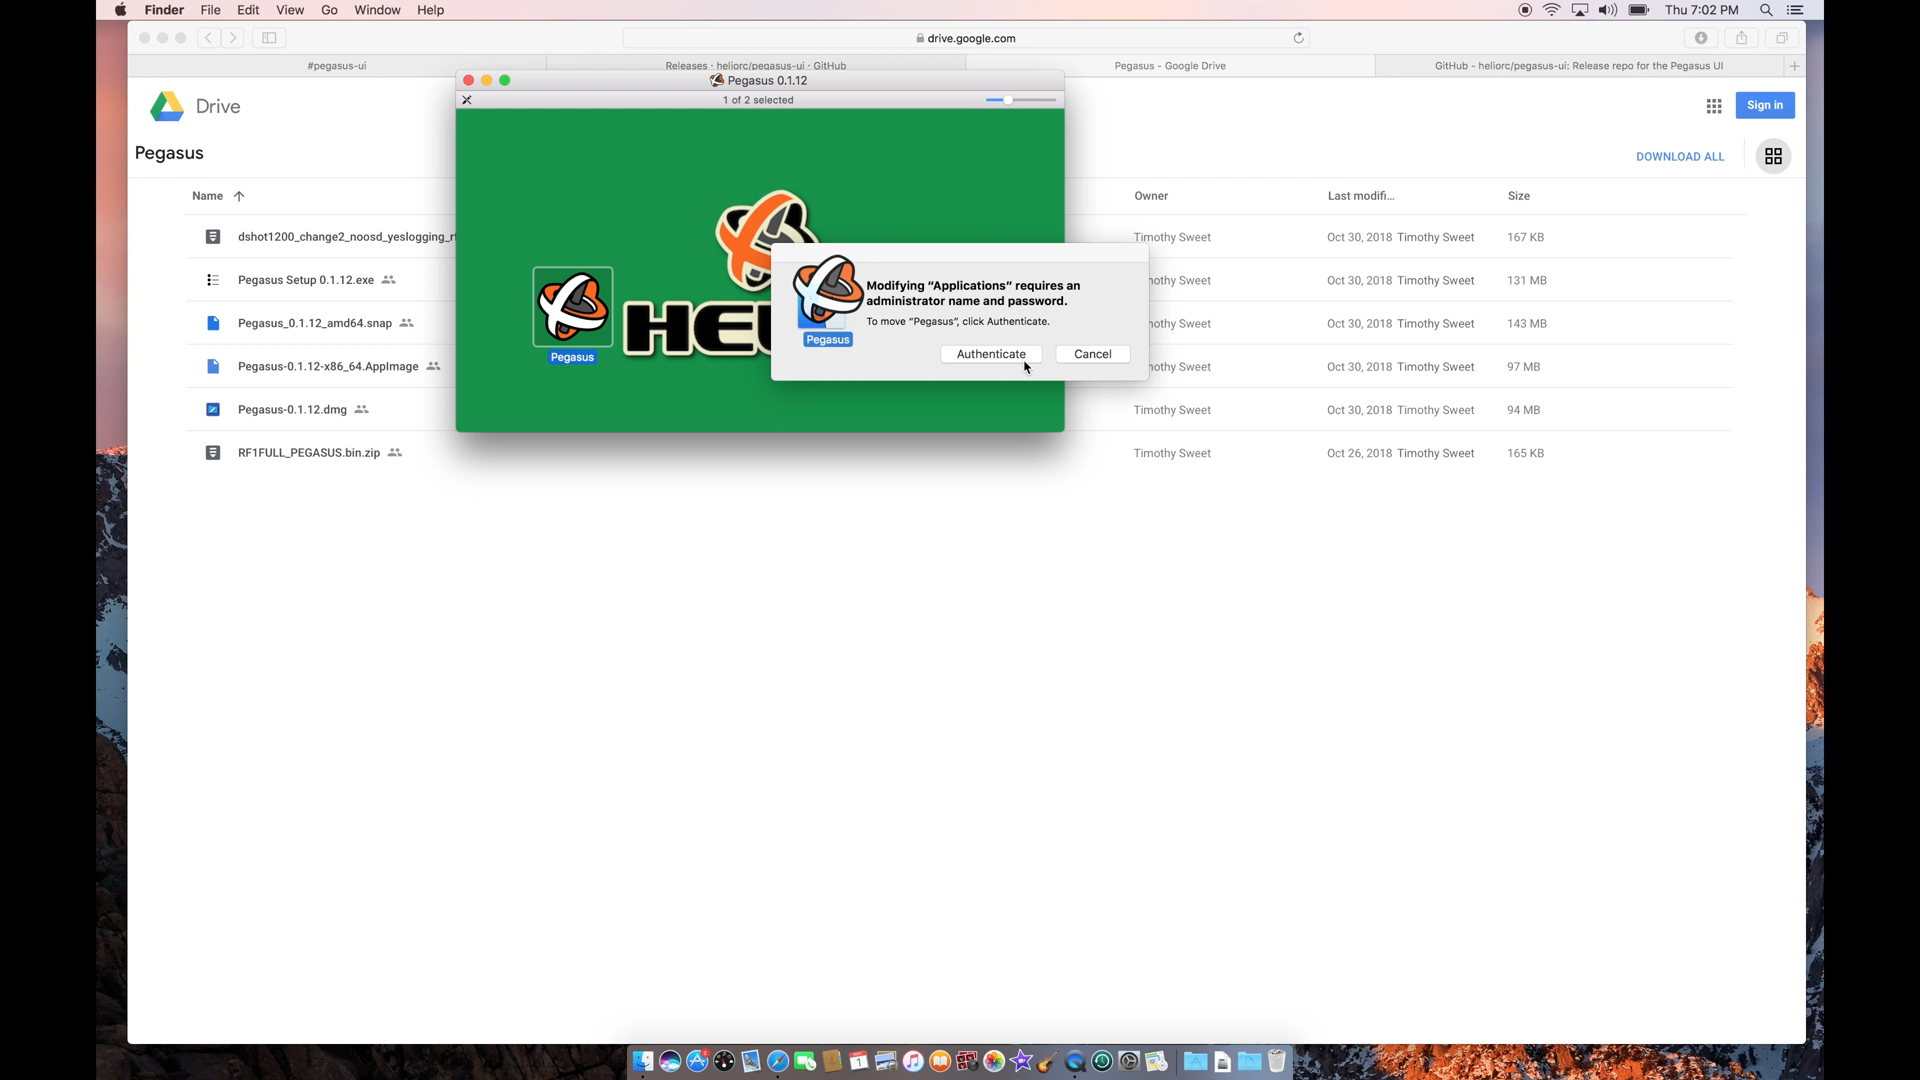 Finder File Edit View Go Window Help
Thu 7:02 PM
drive.google.com
#pegasus-ui
Releases · heliorc/pegasus-ui · GitHub
Pegasus - Google Drive
GitHub - heliorc/pegasus-ui: Release repo for the Pegasus UI
Pegasus 0.1.12
1 of 2 selected
Drive
Sign in
Pegasus
DOWNLOAD ALL
Name
Owner
Last modifi...
Size
Timothy Sweet
Oct 30, 2018 Timothy Sweet
167 KB
Pegasus Setup 0.1.12.exe
Oct 30, 2018 Timothy Sweet
131 MB
Pegasus_0.1.12_amd64.snap
Oct 30, 2018 Timothy Sweet
143 MB
Pegasus-0.1.12-x86_64.AppImage
Oct 30, 2018 Timothy Sweet
97 MB
Pegasus-0.1.12.dmg
Timothy Sweet
Oct 30, 2018 Timothy Sweet
94 MB
RF1FULL_PEGASUS.bin.zip
Timothy Sweet
Oct 26, 2018 Timothy Sweet
165 KB
Pegasus
Modifying “Applications” requires an
administrator name and password.
To move “Pegasus”, click Authenticate.
Pegasus
Authenticate
Cancel